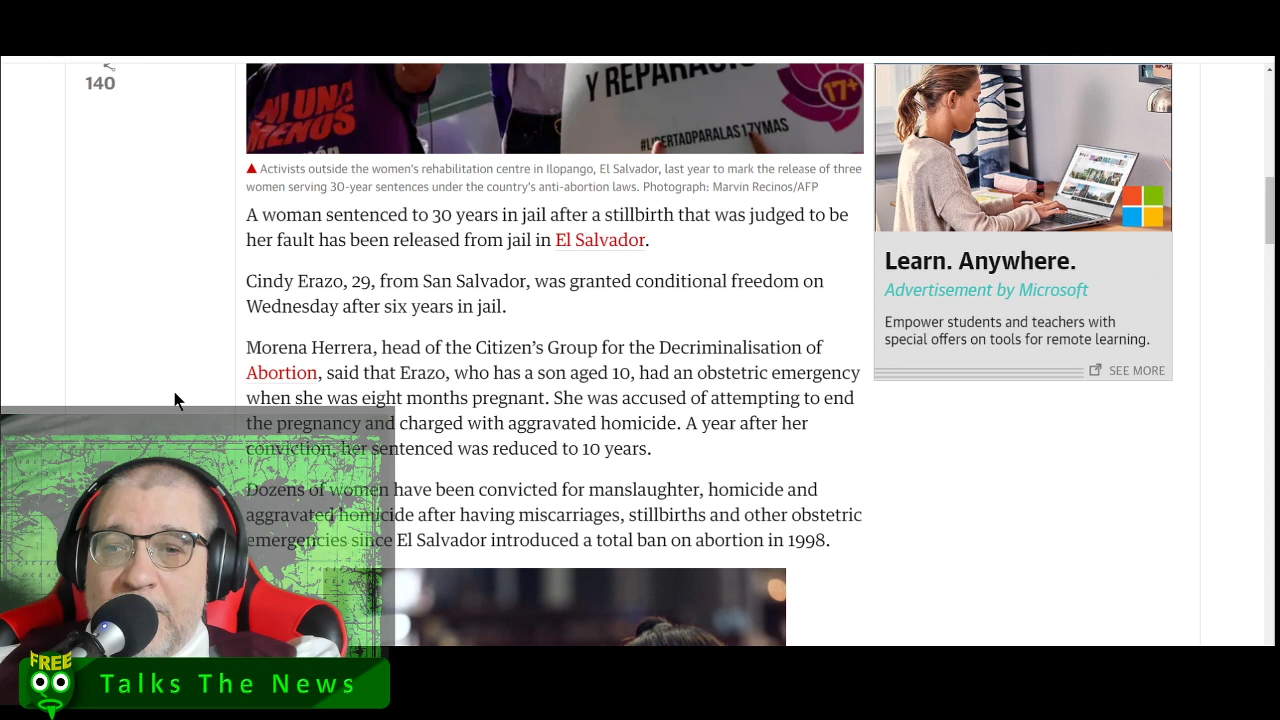 140
NI UNA
MENOS
Y REPARACIÓ
17+
#LIBERTADPARALAS17YMAS
Activists outside the women's rehabilitation centre in Ilopango, El Salvador, last year to mark the release of three
women serving 30-year sentences under the country's anti-abortion laws. Photograph: Marvin Recinos/AFP
A woman sentenced to 30 years in jail after a stillbirth that was judged to be
her fault has been released from jail in El Salvador.
Cindy Erazo, 29, from San Salvador, was granted conditional freedom on
Wednesday after six years in jail.
Morena Herrera, head of the Citizen’s Group for the Decriminalisation of
Abortion, said that Erazo, who has a son aged 10, had an obstetric emergency
when she was eight months pregnant. She was accused of attempting to end
the pregnancy and charged with aggravated homicide. A year after her
conviction, her sentenced was reduced to 10 years.
Dozens of women have been convicted for manslaughter, homicide and
aggravated homicide after having miscarriages, stillbirths and other obstetric
emergencies since El Salvador introduced a total ban on abortion in 1998.
Learn. Anywhere.
Advertisement by Microsoft
Empower students and teachers with
special offers on tools for remote learning.
SEE MORE
FREE
Talks The News